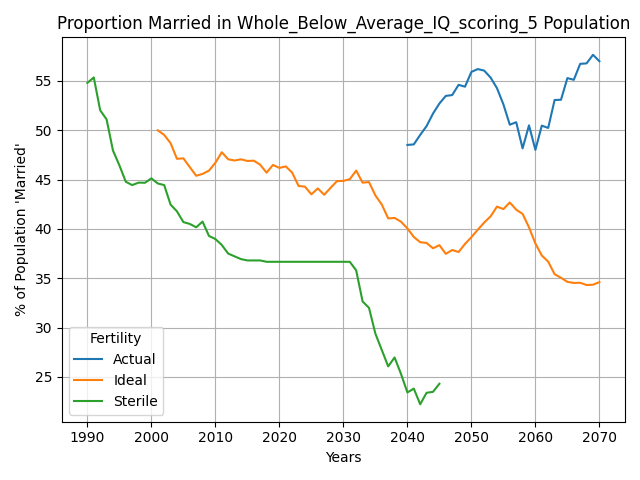 Proportion Married in Whole_Below_Average_IQ_scoring_5 Population
% of Population 'Married'
55
50
45
40
35
30
25
Fertility
Actual
Ideal
Sterile
1990 2000 2010 2020 2030 2040 2050 2060 2070
Years